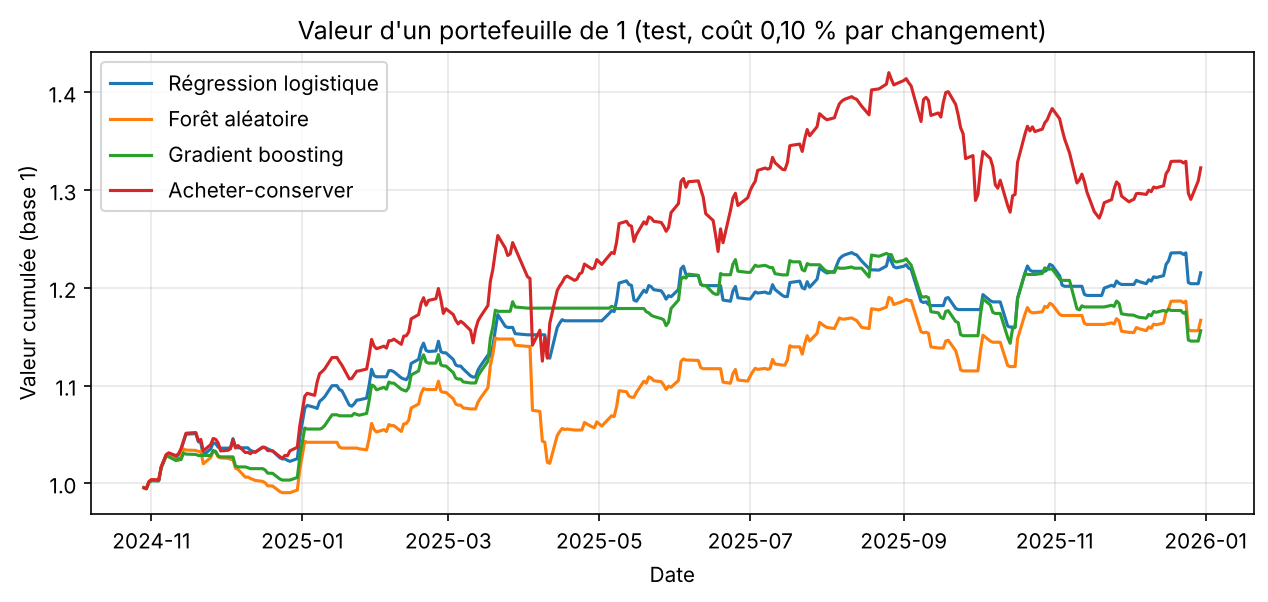 Valeur d'un portefeuille de 1 (test, coût 0,10 % par changement)
Régression logistique
Forêt aléatoire
Gradient boosting
Acheter-conserver
Valeur cumulée (base 1)
1.4
1.3
1.2
1.1
1.0
2024-11 2025-01 2025-03 2025-05 2025-07 2025-09 2025-11 2026-01
Date